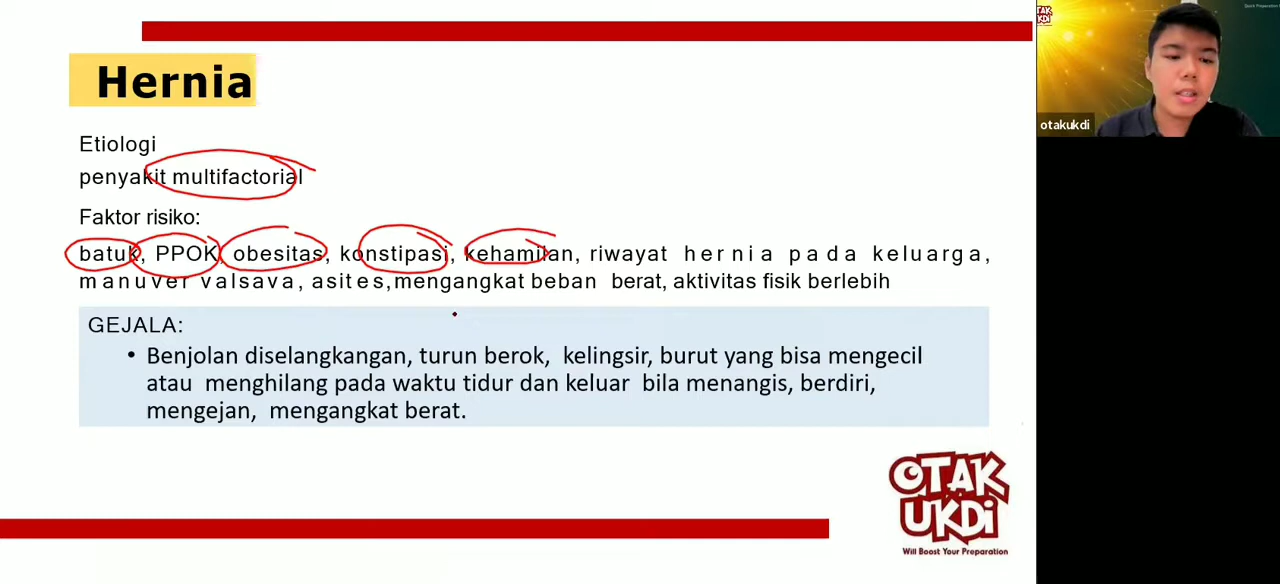 Hernia
Etiologi
penyakit multifactorial
Faktor risiko:
batuk, PPOK, obesitas, konstipasi, kehamilan, riwayat hernia pada keluarga,
manuver valsava, asites,mengangkat beban berat, aktivitas fisik berlebih
GEJALA:
• Benjolan diselangkangan, turun berok, kelingsir, burut yang bisa mengecil
atau menghilang pada waktu tidur dan keluar bila menangis, berdiri,
mengejan, mengangkat berat.
OTAK
UKDi
Will Boost Your Preparation
TAK
KDI
otakukdi